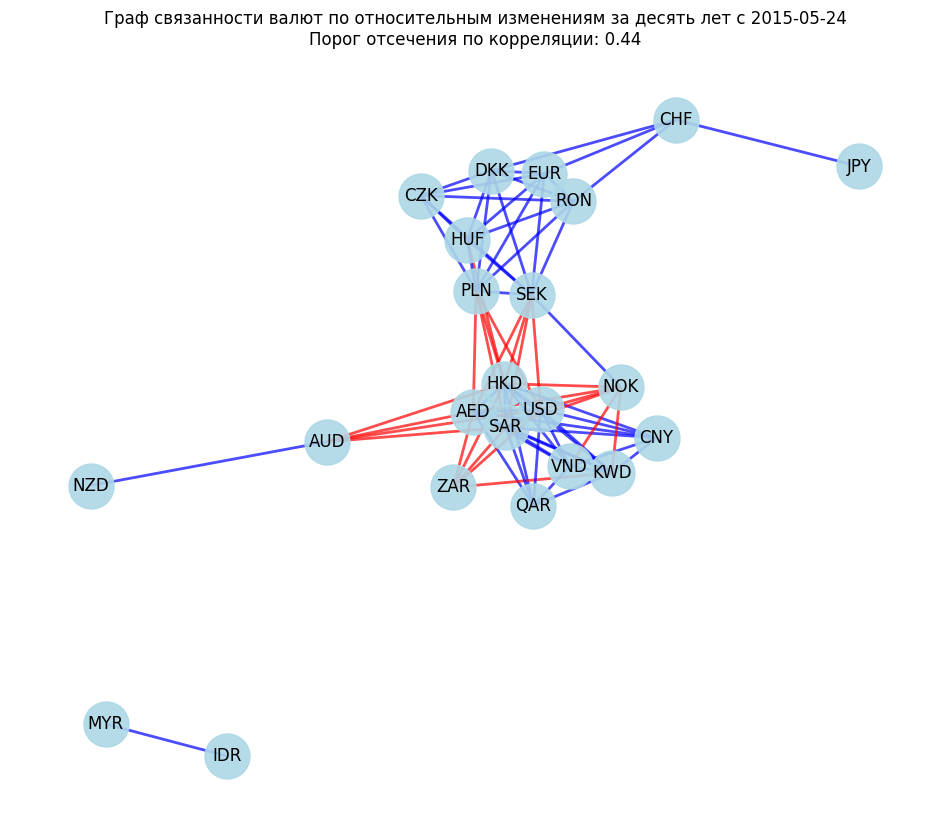 Граф связанности валют по относительным изменениям за десять лет с 2015-05-24
Порог отсечения по корреляции: 0.44
CHF
JPY
DKK
EUR
CZK
RON
HUF
PLN
SEK
HKD
NOK
AED
USD
SAR
CNY
AUD
VND
KWD
NZD
ZAR
QAR
MYR
IDR